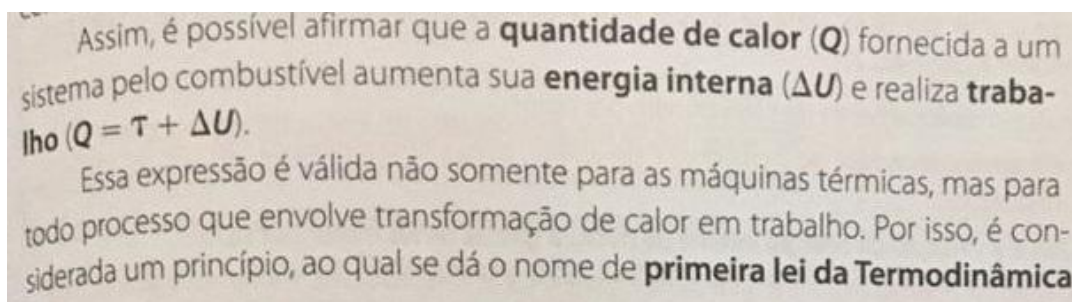 Assim, é possível afirmar que a quantidade de calor (Q) fornecida a um
sistema pelo combustível aumenta sua energia interna (ΔU) e realiza traba-
lho (Q = τ + ΔU).
Essa expressão é válida não somente para as máquinas térmicas, mas para
todo processo que envolve transformação de calor em trabalho. Por isso, é con-
siderada um princípio, ao qual se dá o nome de primeira lei da Termodinâmica